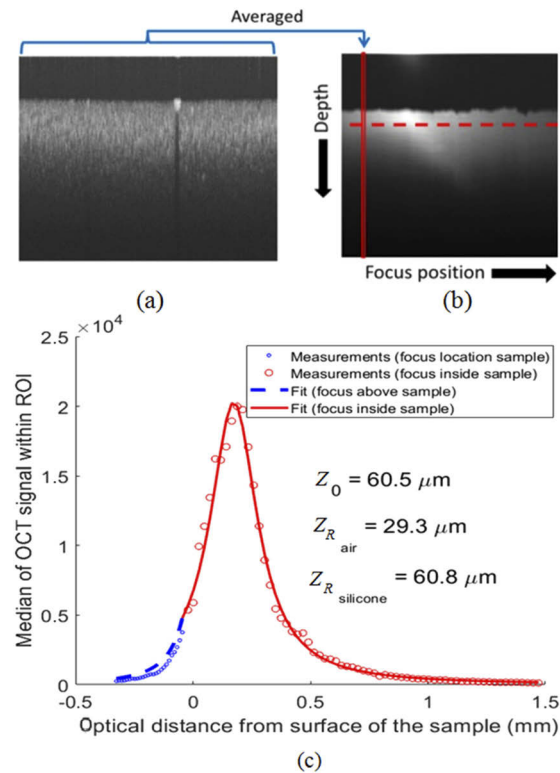 Averaged
Depth
Focus position
(a)
(b)
× 10⁴
2.5
2
1.5
1
0.5
0
Median of OCT signal within ROI
Measurements (focus location sample)
Measurements (focus inside sample)
Fit (focus above sample)
Fit (focus inside sample)
Z₀ = 60.5 μm
Z_R air = 29.3 μm
Z_R silicone = 60.8 μm
-0.5 0 0.5 1 1.5
Optical distance from surface of the sample (mm)
(c)